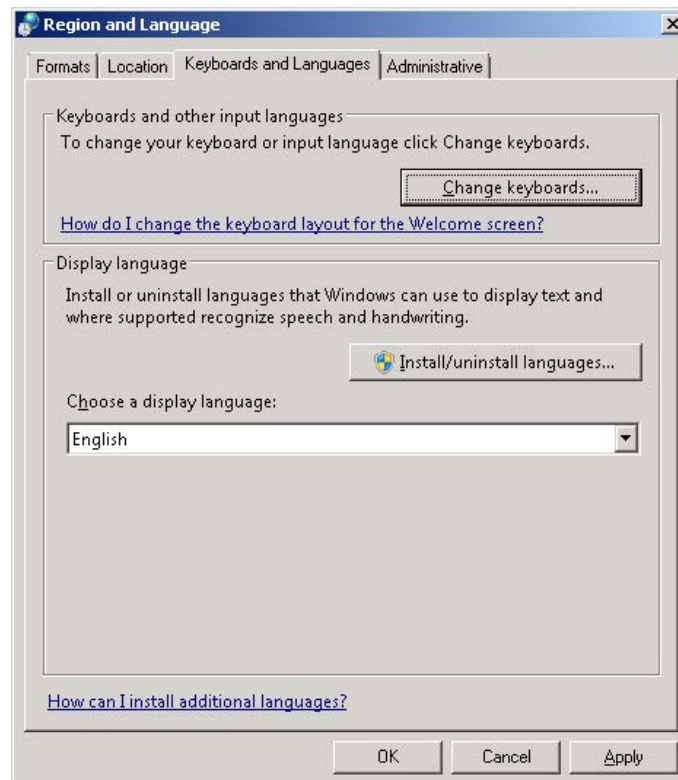 Region and Language
Formats
Location
Keyboards and Languages
Administrative
Keyboards and other input languages
To change your keyboard or input language click Change keyboards.
Change keyboards...
How do I change the keyboard layout for the Welcome screen?
Display language
Install or uninstall languages that Windows can use to display text and
where supported recognize speech and handwriting.
Install/uninstall languages...
Choose a display language:
English
How can I install additional languages?
OK
Cancel
Apply